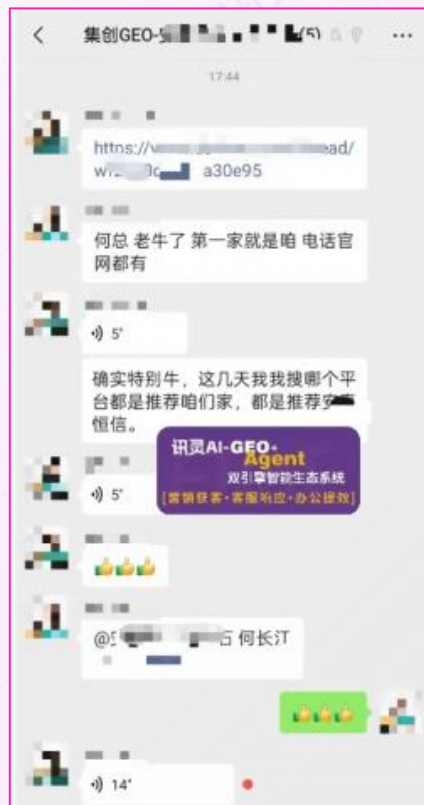 集创GEO-
(5)
17:44
https://
ead/
a30e95
何总 老牛了 第一家就是咱 电话官
网都有
5"
确实特别牛，这几天我我搜哪个平
台都是推荐咱们家，都是推荐
恒信。
讯灵AI-GEO+
Agent
双引擎智能生态系统
[营销获客·客服响应·办公提效]
5"
@
石 何长江
14"